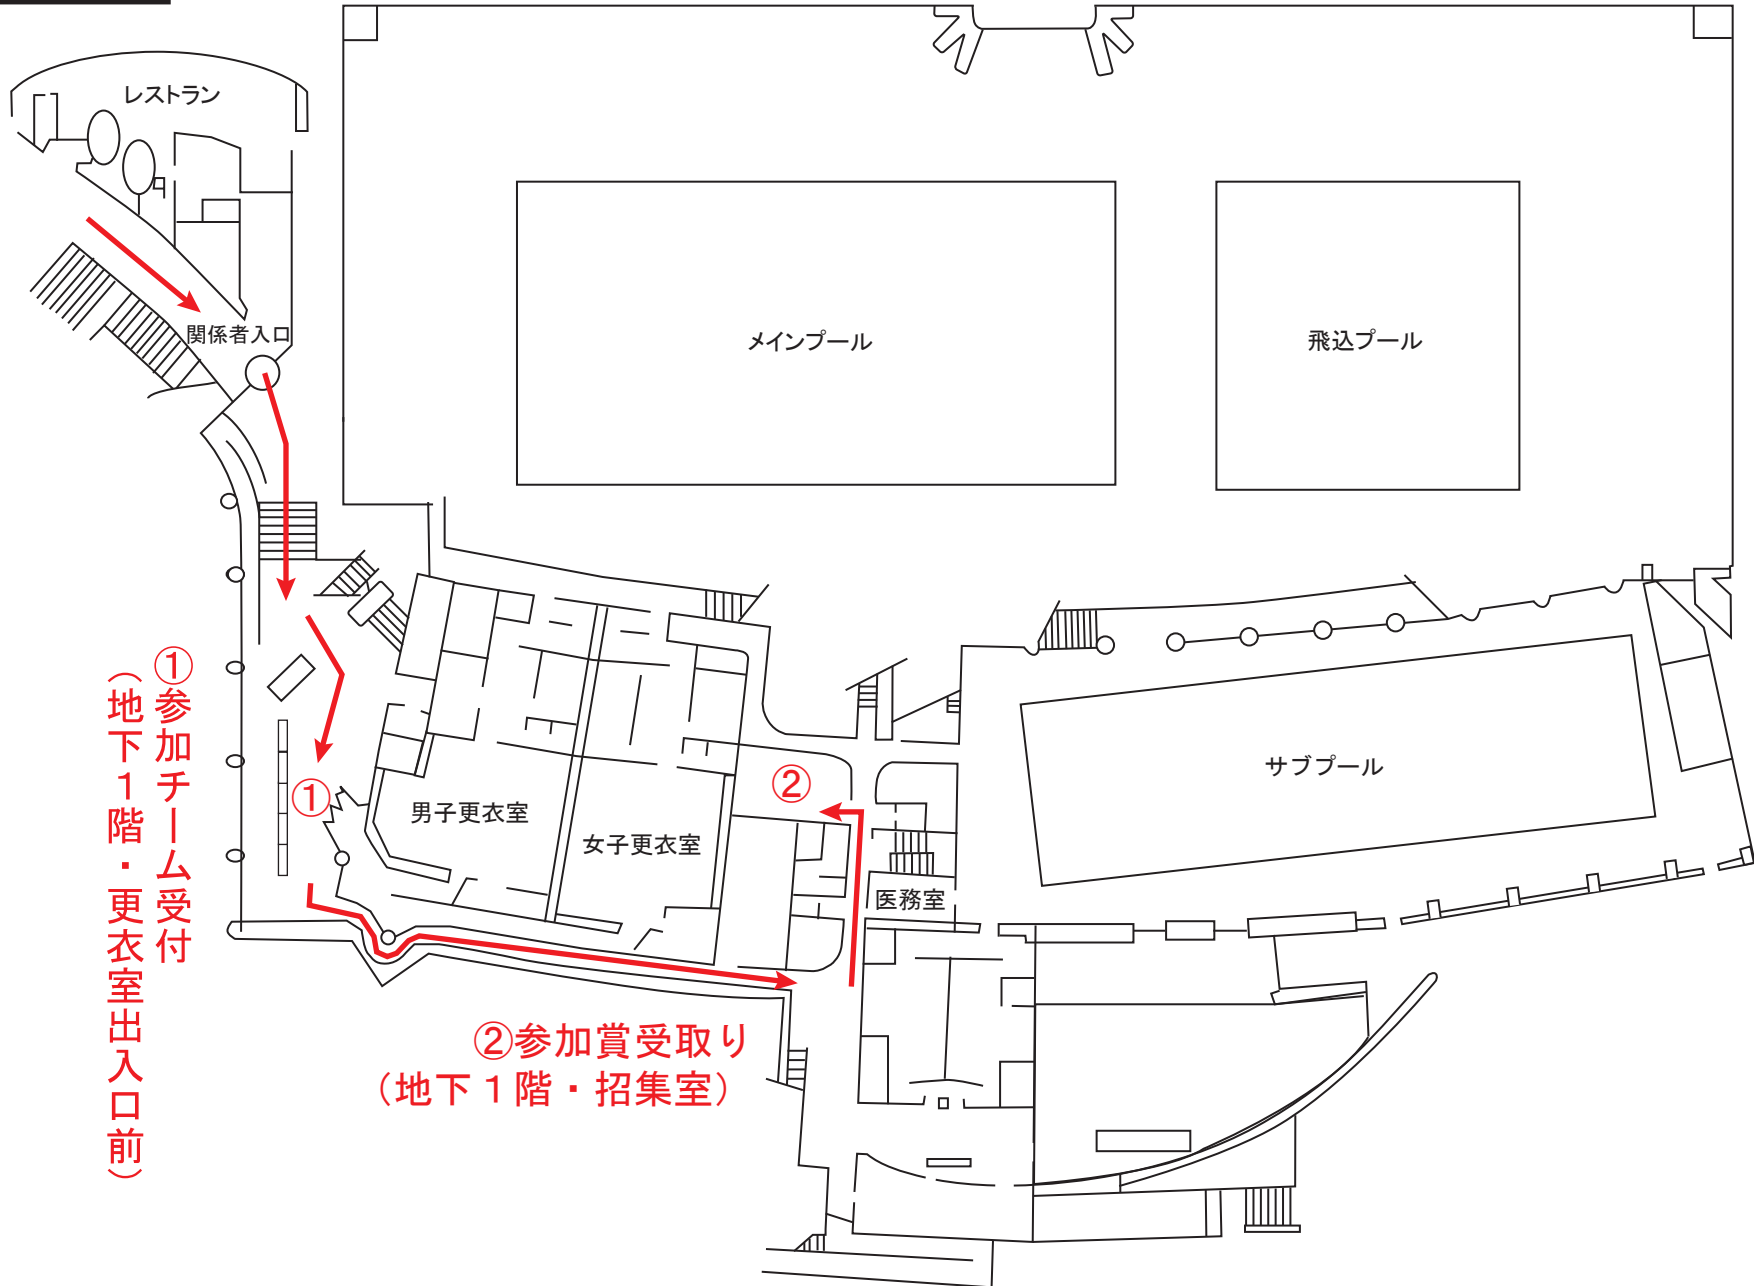 レストラン
関係者入口
メインプール
飛込プール
サブプール
①
②
男子更衣室
女子更衣室
医務室
①参加チーム受付
（地下１階・更衣室出入口前）
②参加賞受取り
（地下１階・招集室）